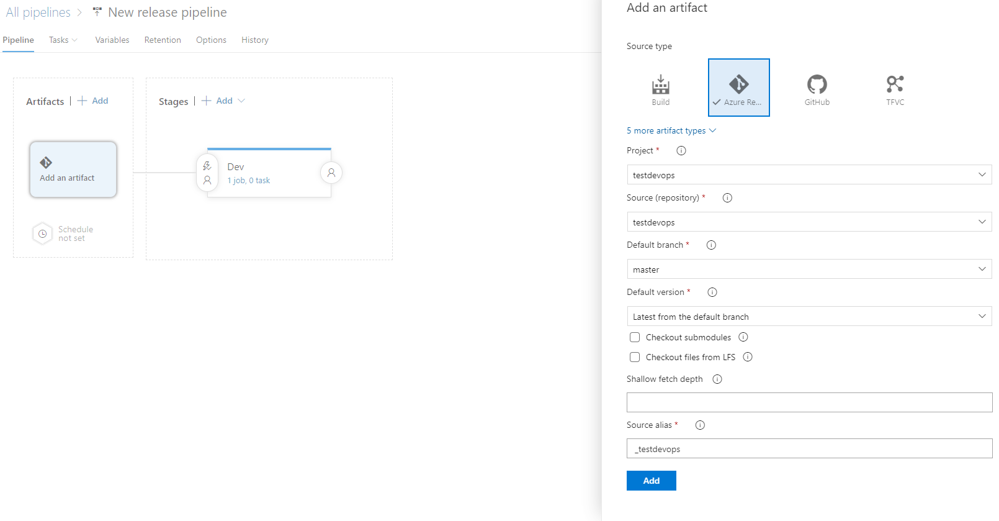 All pipelines > New release pipeline
Pipeline Tasks Variables Retention Options History
Artifacts | + Add
Stages | + Add
Add an artifact
Schedule
not set
Dev
1 job, 0 task
Add an artifact
Source type
Build
Azure Re...
GitHub
TFVC
5 more artifact types
Project *
testdevops
Source (repository) *
testdevops
Default branch *
master
Default version *
Latest from the default branch
Checkout submodules
Checkout files from LFS
Shallow fetch depth
Source alias *
_testdevops
Add